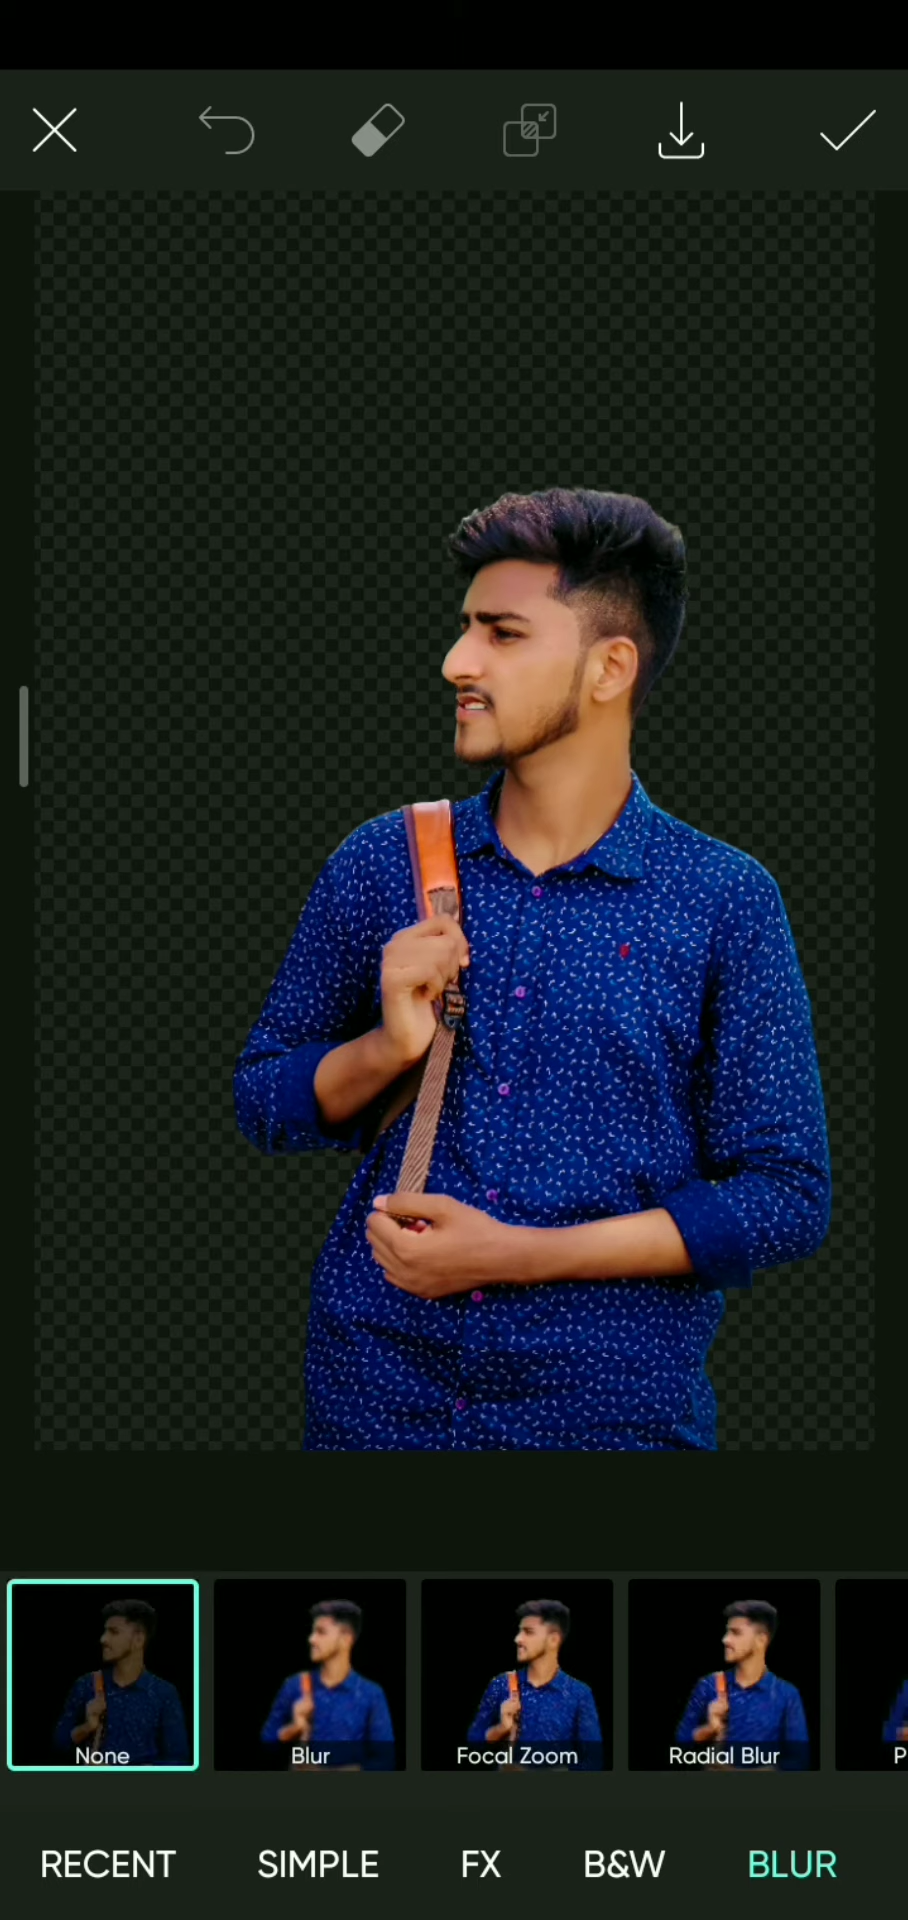 None
Blur
Focal Zoom
Radial Blur
P
RECENT
SIMPLE
FX
B&W
BLUR